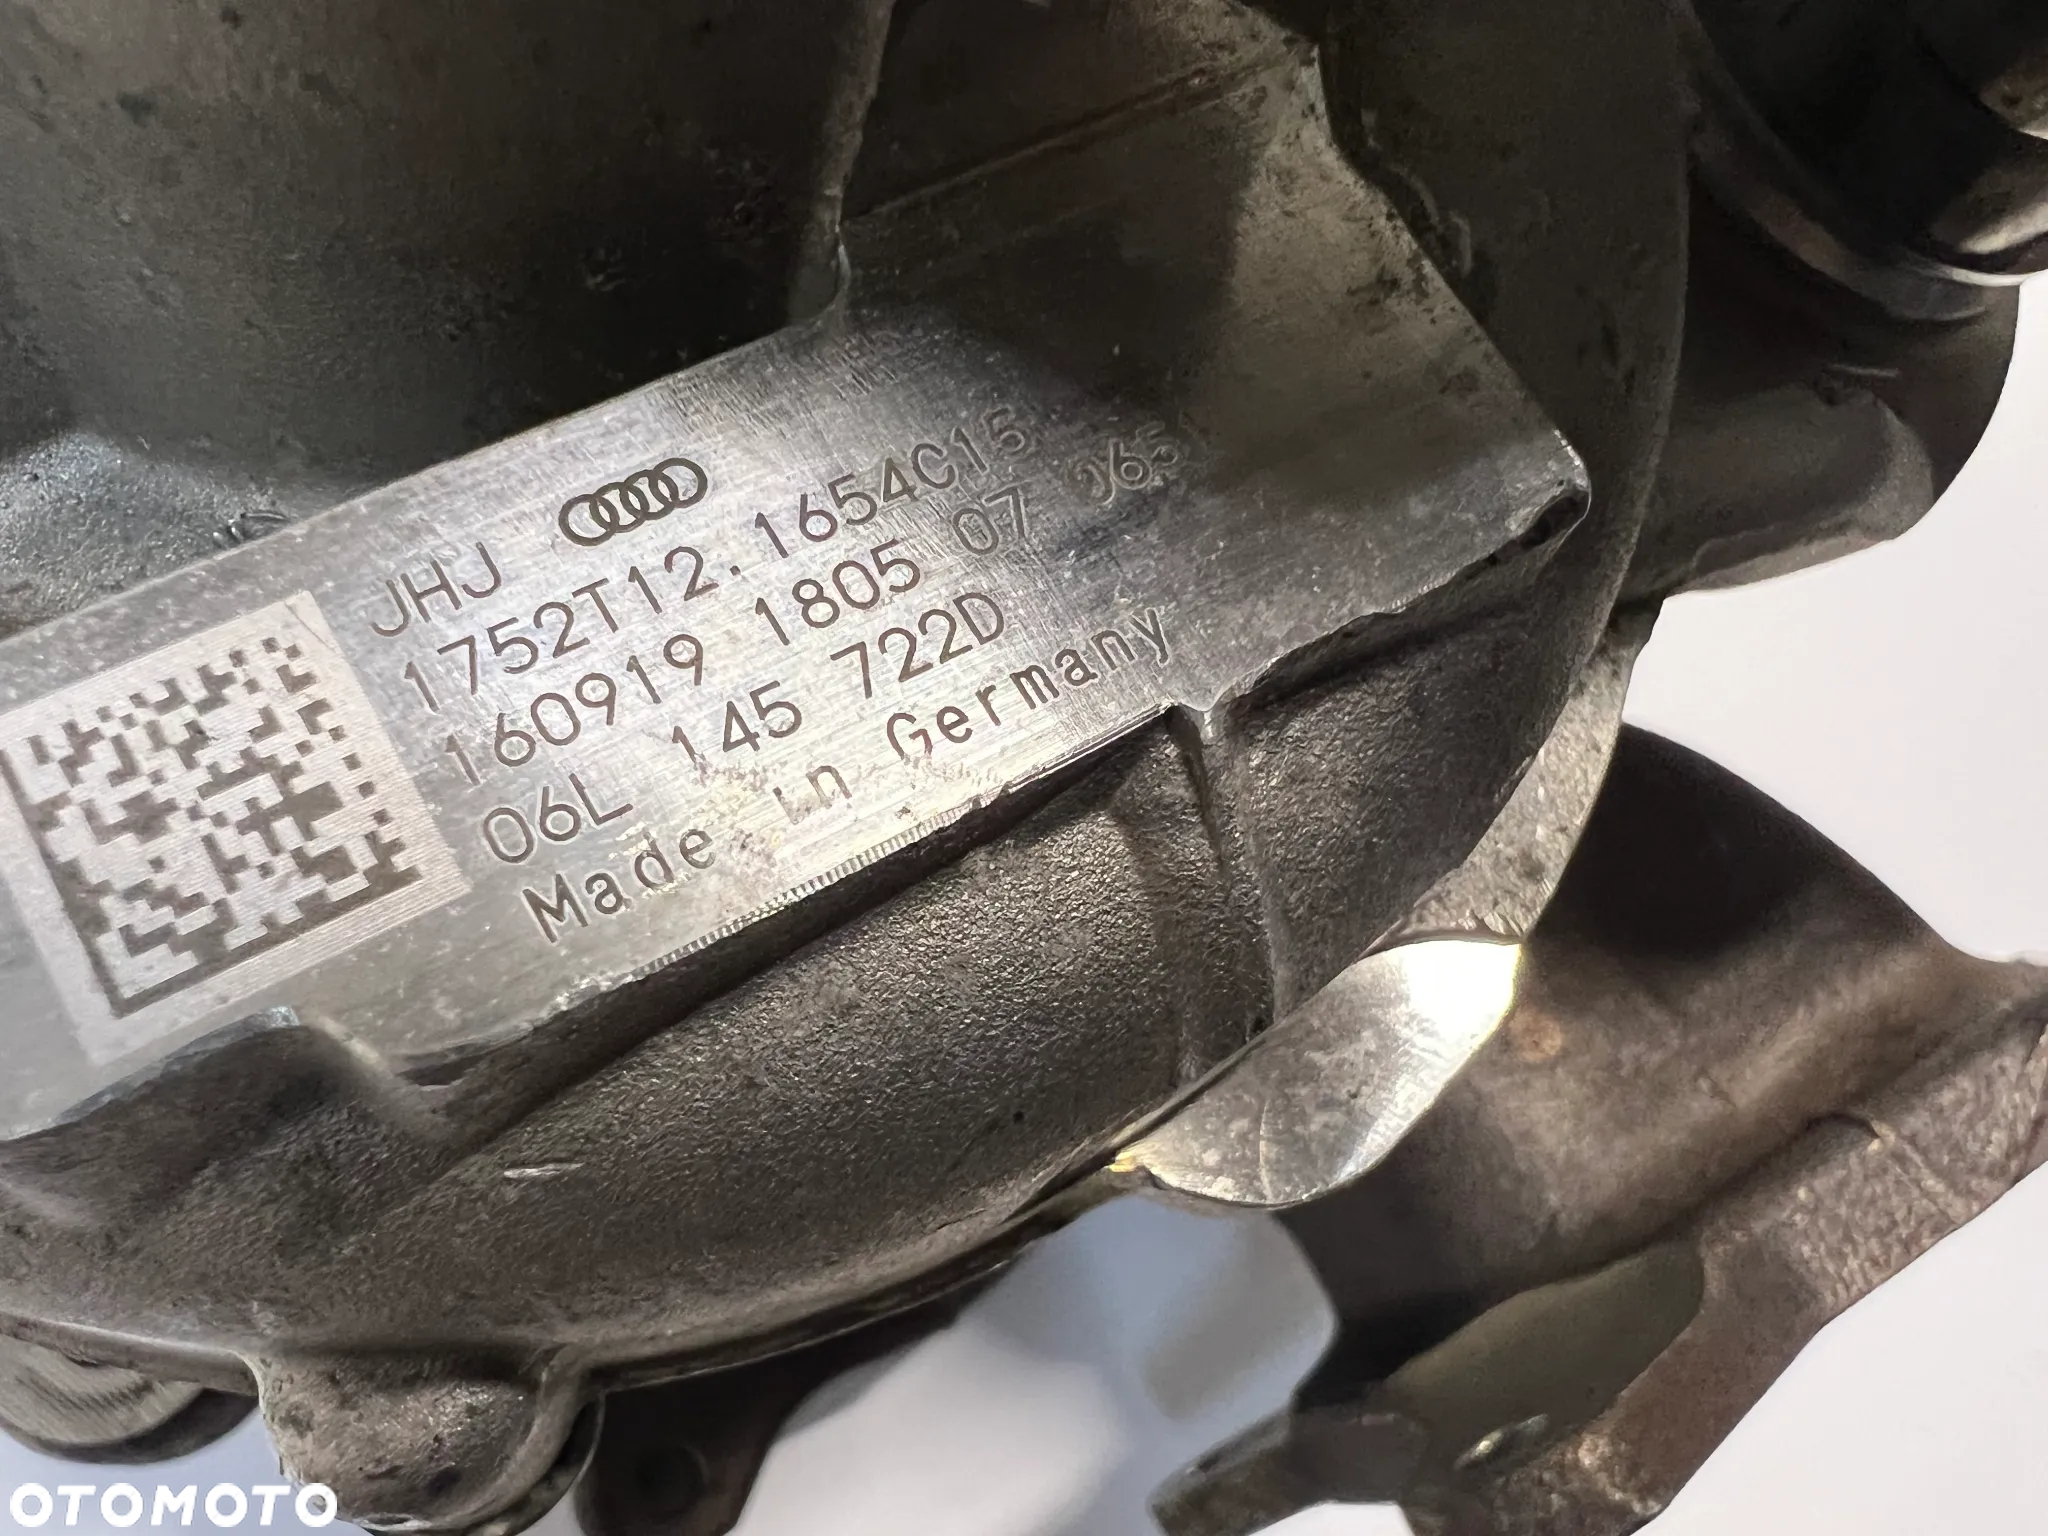 JHJ
1752T12.1654C15
160919 1805 07
06L 145 722D
Made in Germany
OTOMOTO